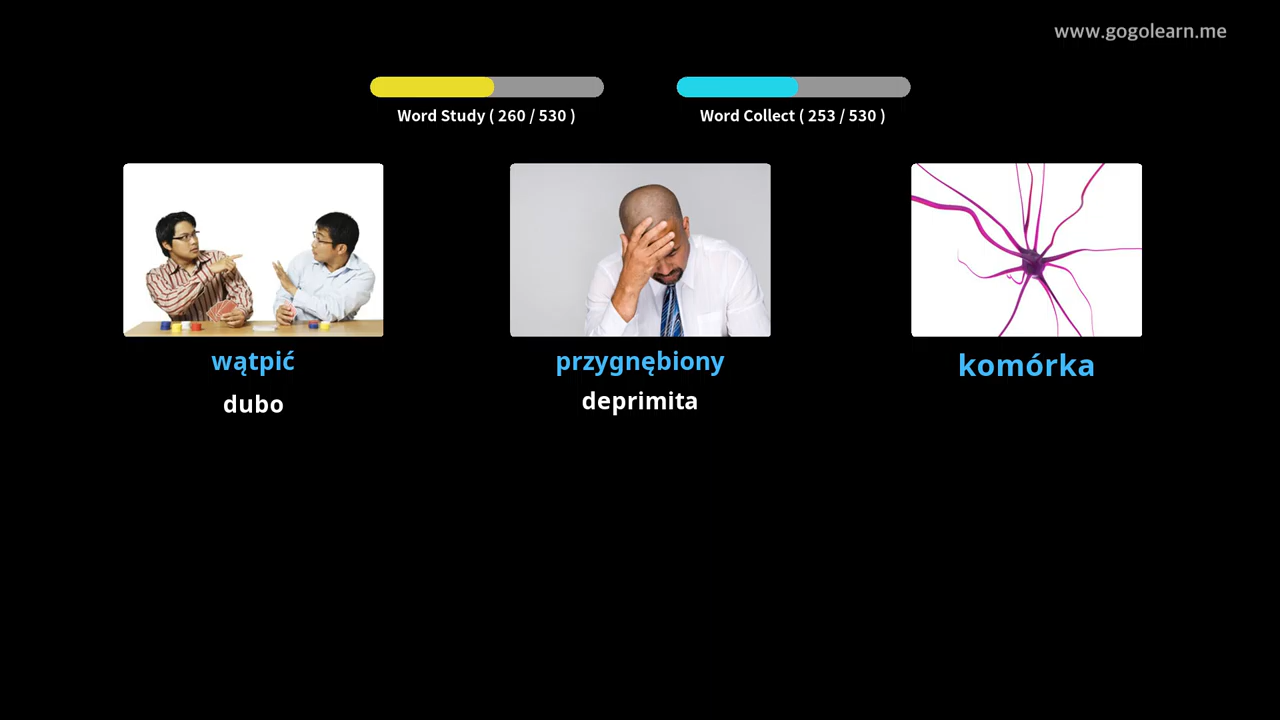 www.gogolearn.me
Word Study ( 260 / 530 )
Word Collect ( 253 / 530 )
wątpić
przygnębiony
komórka
dubo
deprimita